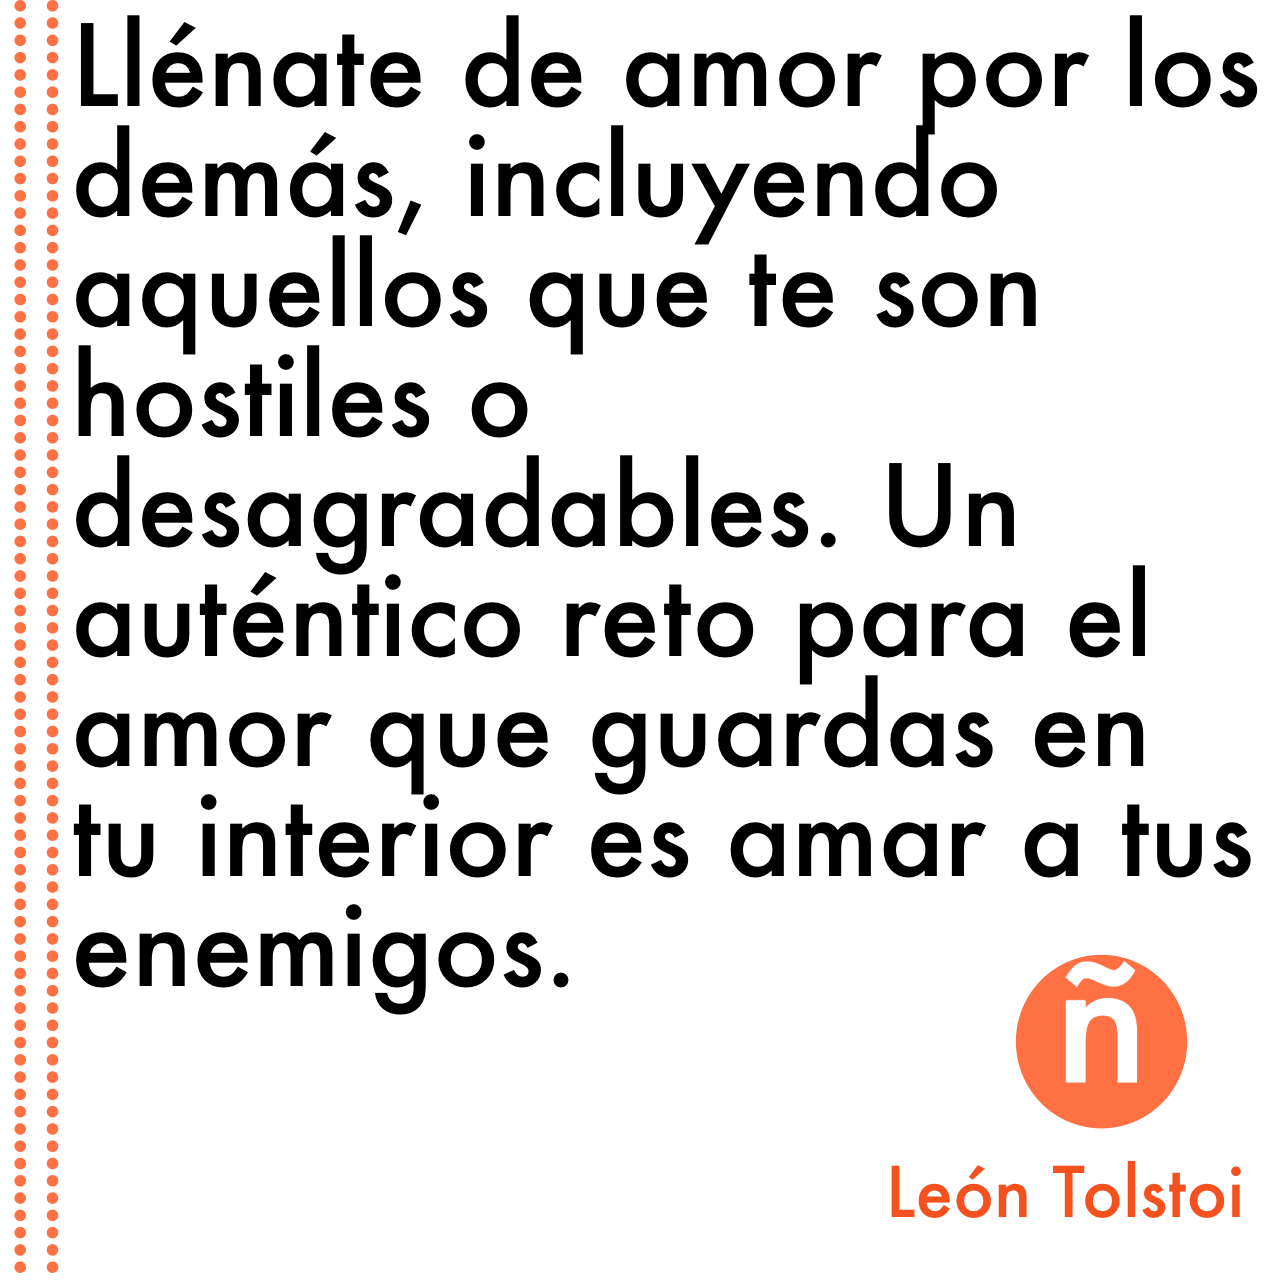 Llénate de amor por los
demás, incluyendo
aquellos que te son
hostiles o
desagradables. Un
auténtico reto para el
amor que guardas en
tu interior es amar a tus
enemigos.
ñ
León Tolstoi